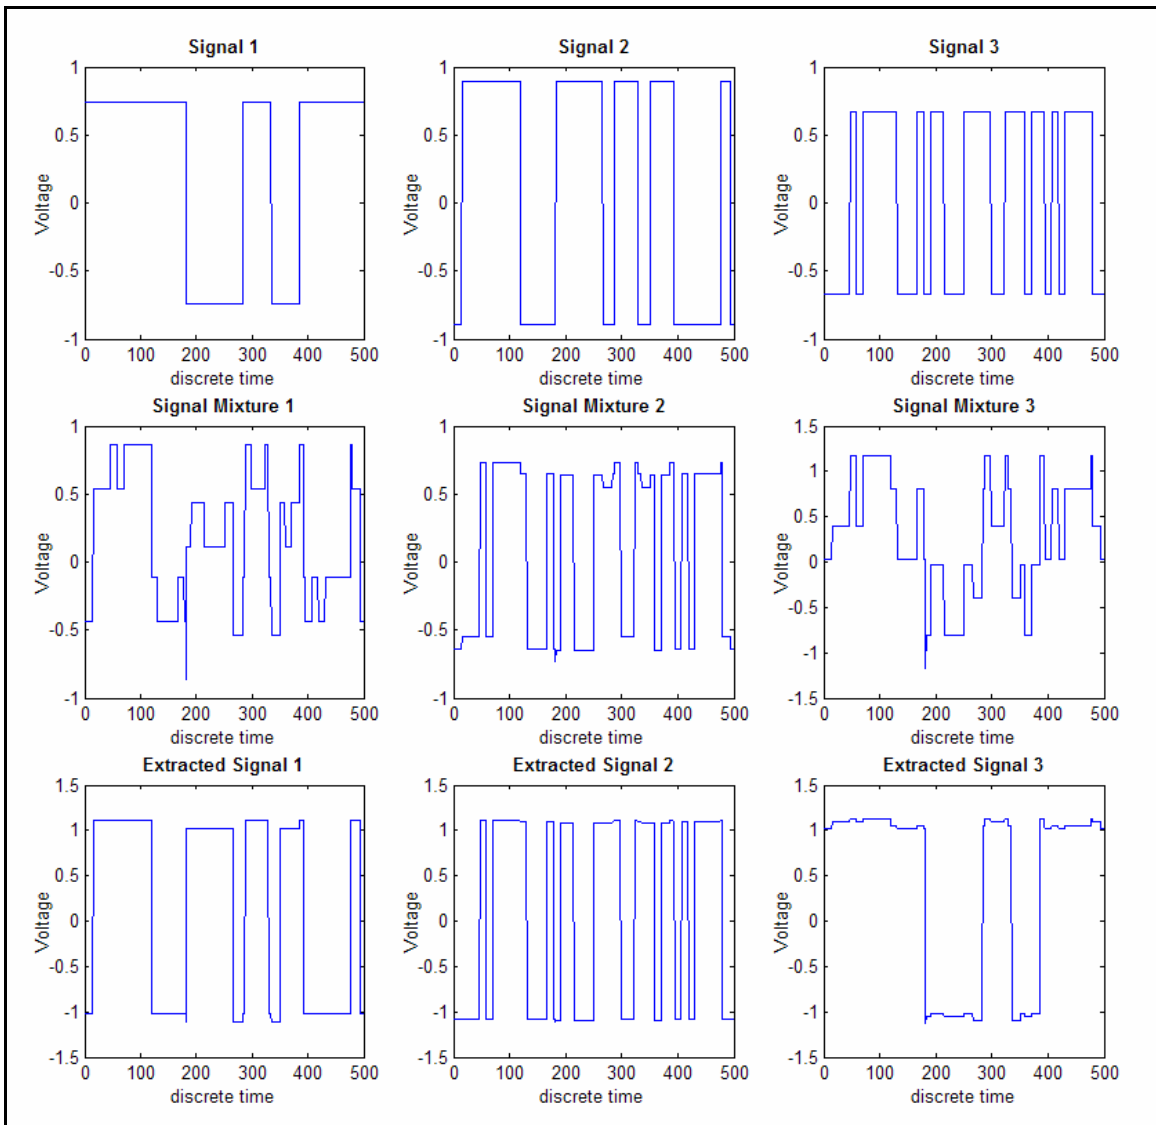 Signal 1
Signal 2
Signal 3
1
0.5
0
-0.5
-1
Voltage
0 100 200 300 400 500
discrete time
1
0.5
0
-0.5
-1
Voltage
0 100 200 300 400 500
discrete time
1
0.5
0
-0.5
-1
Voltage
0 100 200 300 400 500
discrete time
Signal Mixture 1
Signal Mixture 2
Signal Mixture 3
1
0.5
0
-0.5
-1
Voltage
0 100 200 300 400 500
discrete time
1
0.5
0
-0.5
-1
Voltage
0 100 200 300 400 500
discrete time
1.5
1
0.5
0
-0.5
-1
-1.5
Voltage
0 100 200 300 400 500
discrete time
Extracted Signal 1
Extracted Signal 2
Extracted Signal 3
1.5
1
0.5
0
-0.5
-1
-1.5
Voltage
0 100 200 300 400 500
discrete time
1.5
1
0.5
0
-0.5
-1
-1.5
Voltage
0 100 200 300 400 500
discrete time
1.5
1
0.5
0
-0.5
-1
-1.5
Voltage
0 100 200 300 400 500
discrete time